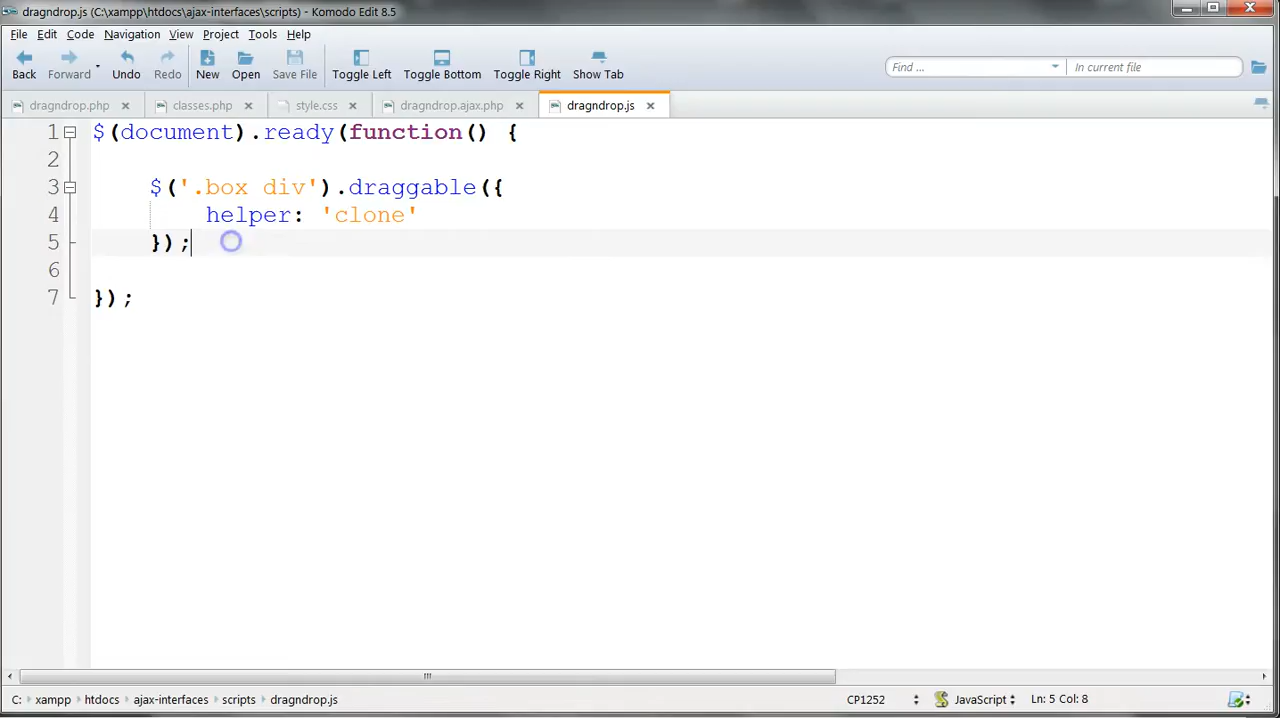 dragndrop.js (C:\xampp\htdocs\ajax-interfaces\scripts) - Komodo Edit 8.5
File Edit Code Navigation View Project Tools Help
Back Forward Undo Redo New Open Save File Toggle Left Toggle Bottom Toggle Right Show Tab Find ... In current file
dragndrop.php classes.php style.css dragndrop.ajax.php dragndrop.js
1 $(document).ready(function() {
2
3 $('.box div').draggable({
4 helper: 'clone'
5 });
6
7 });
C: xampp htdocs ajax-interfaces scripts dragndrop.js CP1252 JavaScript Ln: 5 Col: 8